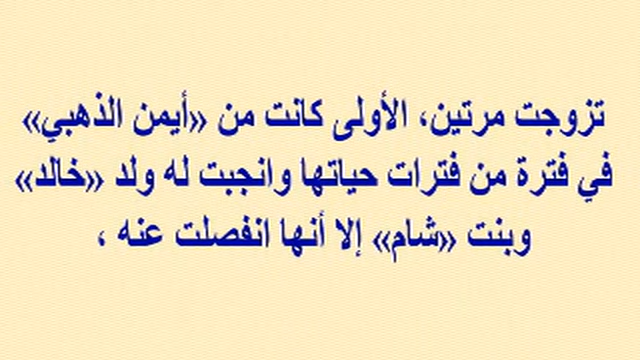 تزوجت مرتين، الأولى كانت من «أيمن الذهبي»
في فترة من فترات حياتها وانجبت له ولد «خالد»
وبنت «شام» إلا أنها انفصلت عنه ،